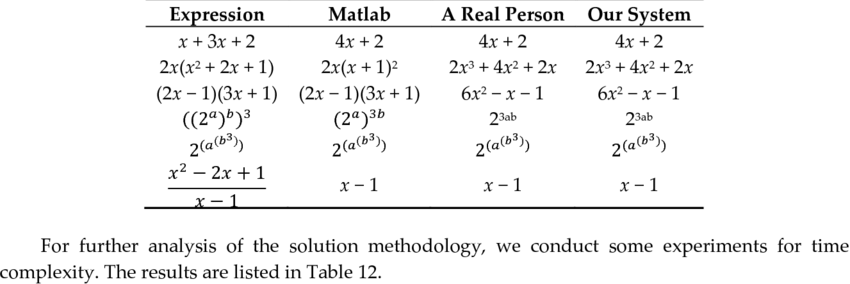 Expression Matlab A Real Person Our System
x + 3x + 2 4x + 2 4x + 2 4x + 2
2x(x² + 2x + 1) 2x(x + 1)² 2x³ + 4x² + 2x 2x³ + 4x² + 2x
(2x − 1)(3x + 1) (2x − 1)(3x + 1) 6x² − x − 1 6x² − x − 1
((2^a)^b)^3 (2^a)^{3b} 2^{3ab} 2^{3ab}
2^{(a^{(b^3)})} 2^{(a^{(b^3)})} 2^{(a^{(b^3)})} 2^{(a^{(b^3)})}
x² − 2x + 1
x − 1 x − 1 x − 1 x − 1
For further analysis of the solution methodology, we conduct some experiments for time
complexity. The results are listed in Table 12.